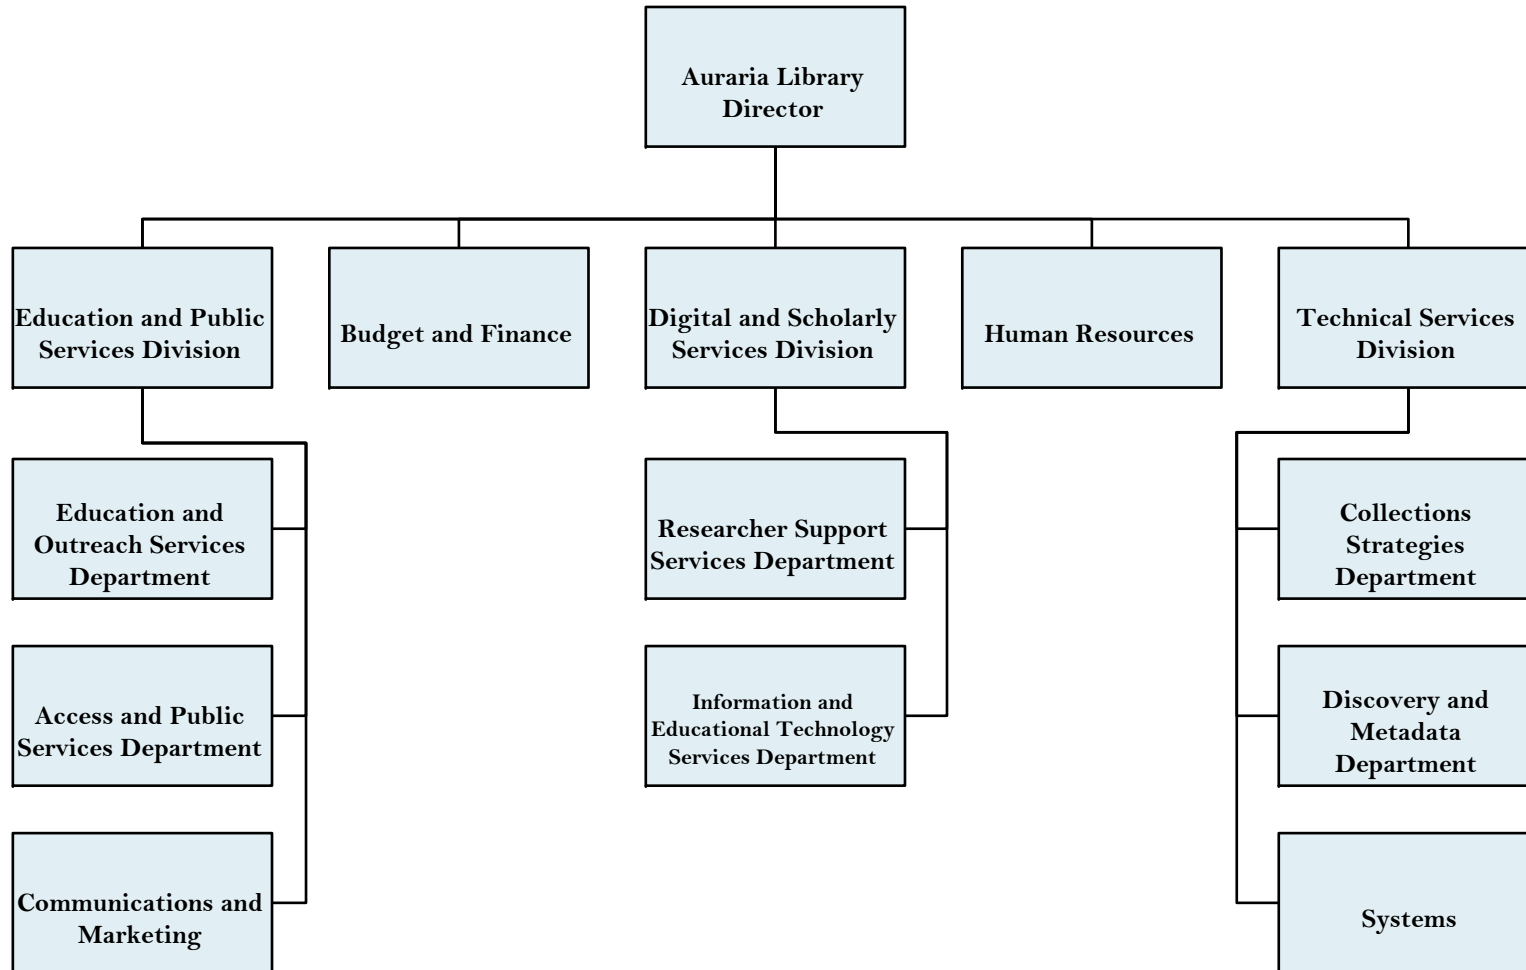 Auraria Library
Director
Education and Public
Services Division
Budget and Finance
Digital and Scholarly
Services Division
Human Resources
Technical Services
Division
Education and
Outreach Services
Department
Researcher Support
Services Department
Collections
Strategies
Department
Access and Public
Services Department
Information and
Educational Technology
Services Department
Discovery and
Metadata
Department
Communications and
Marketing
Systems